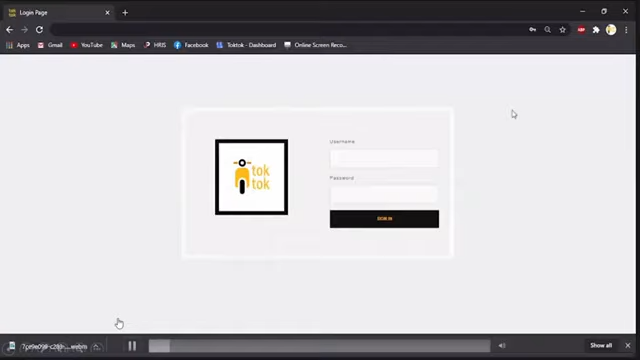 Login Page
Apps Gmail YouTube Maps HRIS Facebook Toktok - Dashboard Online Screen Reco...
Username
tok
tok
Password
SIGN IN
Show all